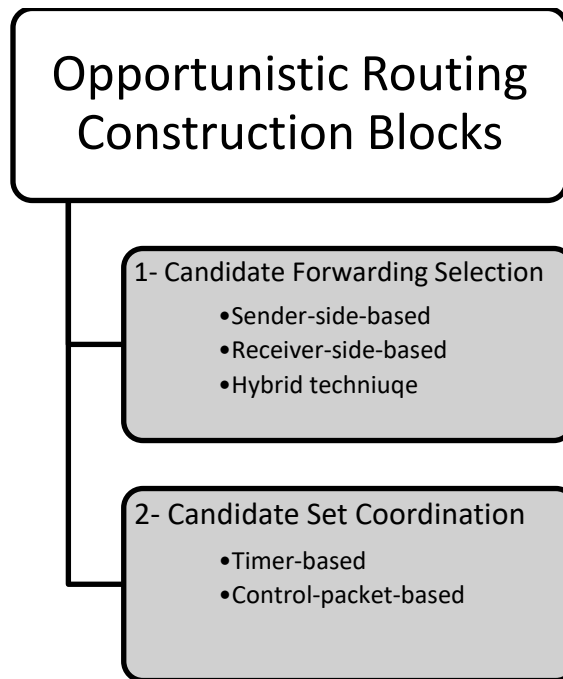 Opportunistic Routing
Construction Blocks
1- Candidate Forwarding Selection
•Sender-side-based
•Receiver-side-based
•Hybrid techniuqe
2- Candidate Set Coordination
•Timer-based
•Control-packet-based